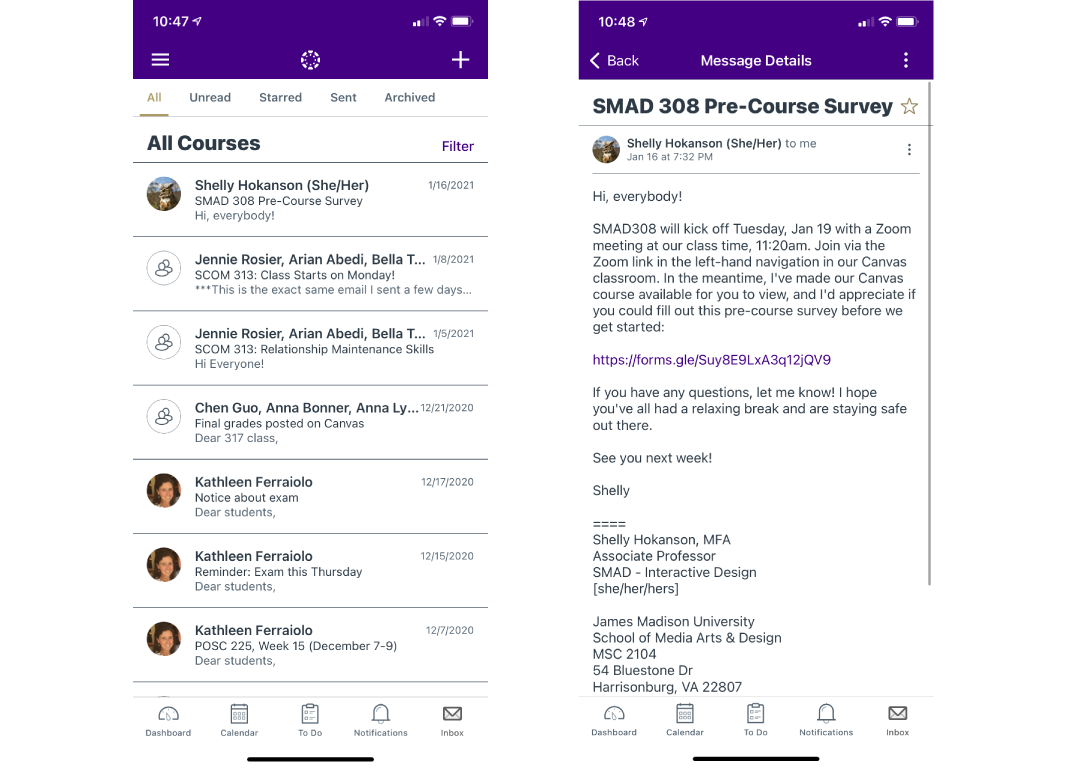 10:47
All Unread Starred Sent Archived
All Courses Filter
Shelly Hokanson (She/Her) 1/16/2021
SMAD 308 Pre-Course Survey
Hi, everybody!
Jennie Rosier, Arian Abedi, Bella T... 1/8/2021
SCOM 313: Class Starts on Monday!
***This is the exact same email I sent a few days...
Jennie Rosier, Arian Abedi, Bella T... 1/5/2021
SCOM 313: Relationship Maintenance Skills
Hi Everyone!
Chen Guo, Anna Bonner, Anna Ly... 12/21/2020
Final grades posted on Canvas
Dear 317 class,
Kathleen Ferraiolo 12/17/2020
Notice about exam
Dear students,
Kathleen Ferraiolo 12/15/2020
Reminder: Exam this Thursday
Dear students,
Kathleen Ferraiolo 12/7/2020
POSC 225, Week 15 (December 7-9)
Dear students,
Dashboard Calendar To Do Notifications Inbox
10:48
Back Message Details
SMAD 308 Pre-Course Survey
Shelly Hokanson (She/Her) to me
Jan 16 at 7:32 PM
Hi, everybody!
SMAD308 will kick off Tuesday, Jan 19 with a Zoom
meeting at our class time, 11:20am. Join via the
Zoom link in the left-hand navigation in our Canvas
classroom. In the meantime, I've made our Canvas
course available for you to view, and I'd appreciate if
you could fill out this pre-course survey before we
get started:
https://forms.gle/Suy8E9LxA3q12jQV9
If you have any questions, let me know! I hope
you've all had a relaxing break and are staying safe
out there.
See you next week!
Shelly
====
Shelly Hokanson, MFA
Associate Professor
SMAD - Interactive Design
[she/her/hers]
James Madison University
School of Media Arts & Design
MSC 2104
54 Bluestone Dr
Harrisonburg, VA 22807
Dashboard Calendar To Do Notifications Inbox